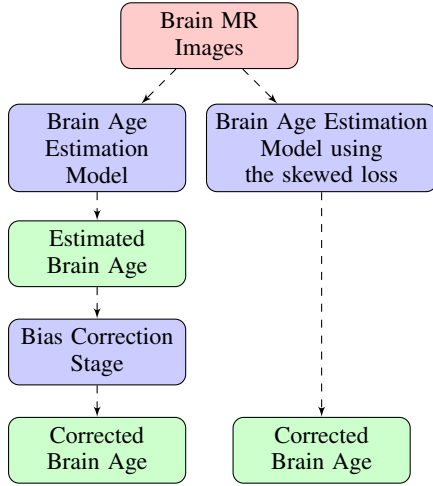 Brain MR
Images
Brain Age
Estimation
Model
Brain Age Estimation
Model using
the skewed loss
Estimated
Brain Age
Bias Correction
Stage
Corrected
Brain Age
Corrected
Brain Age